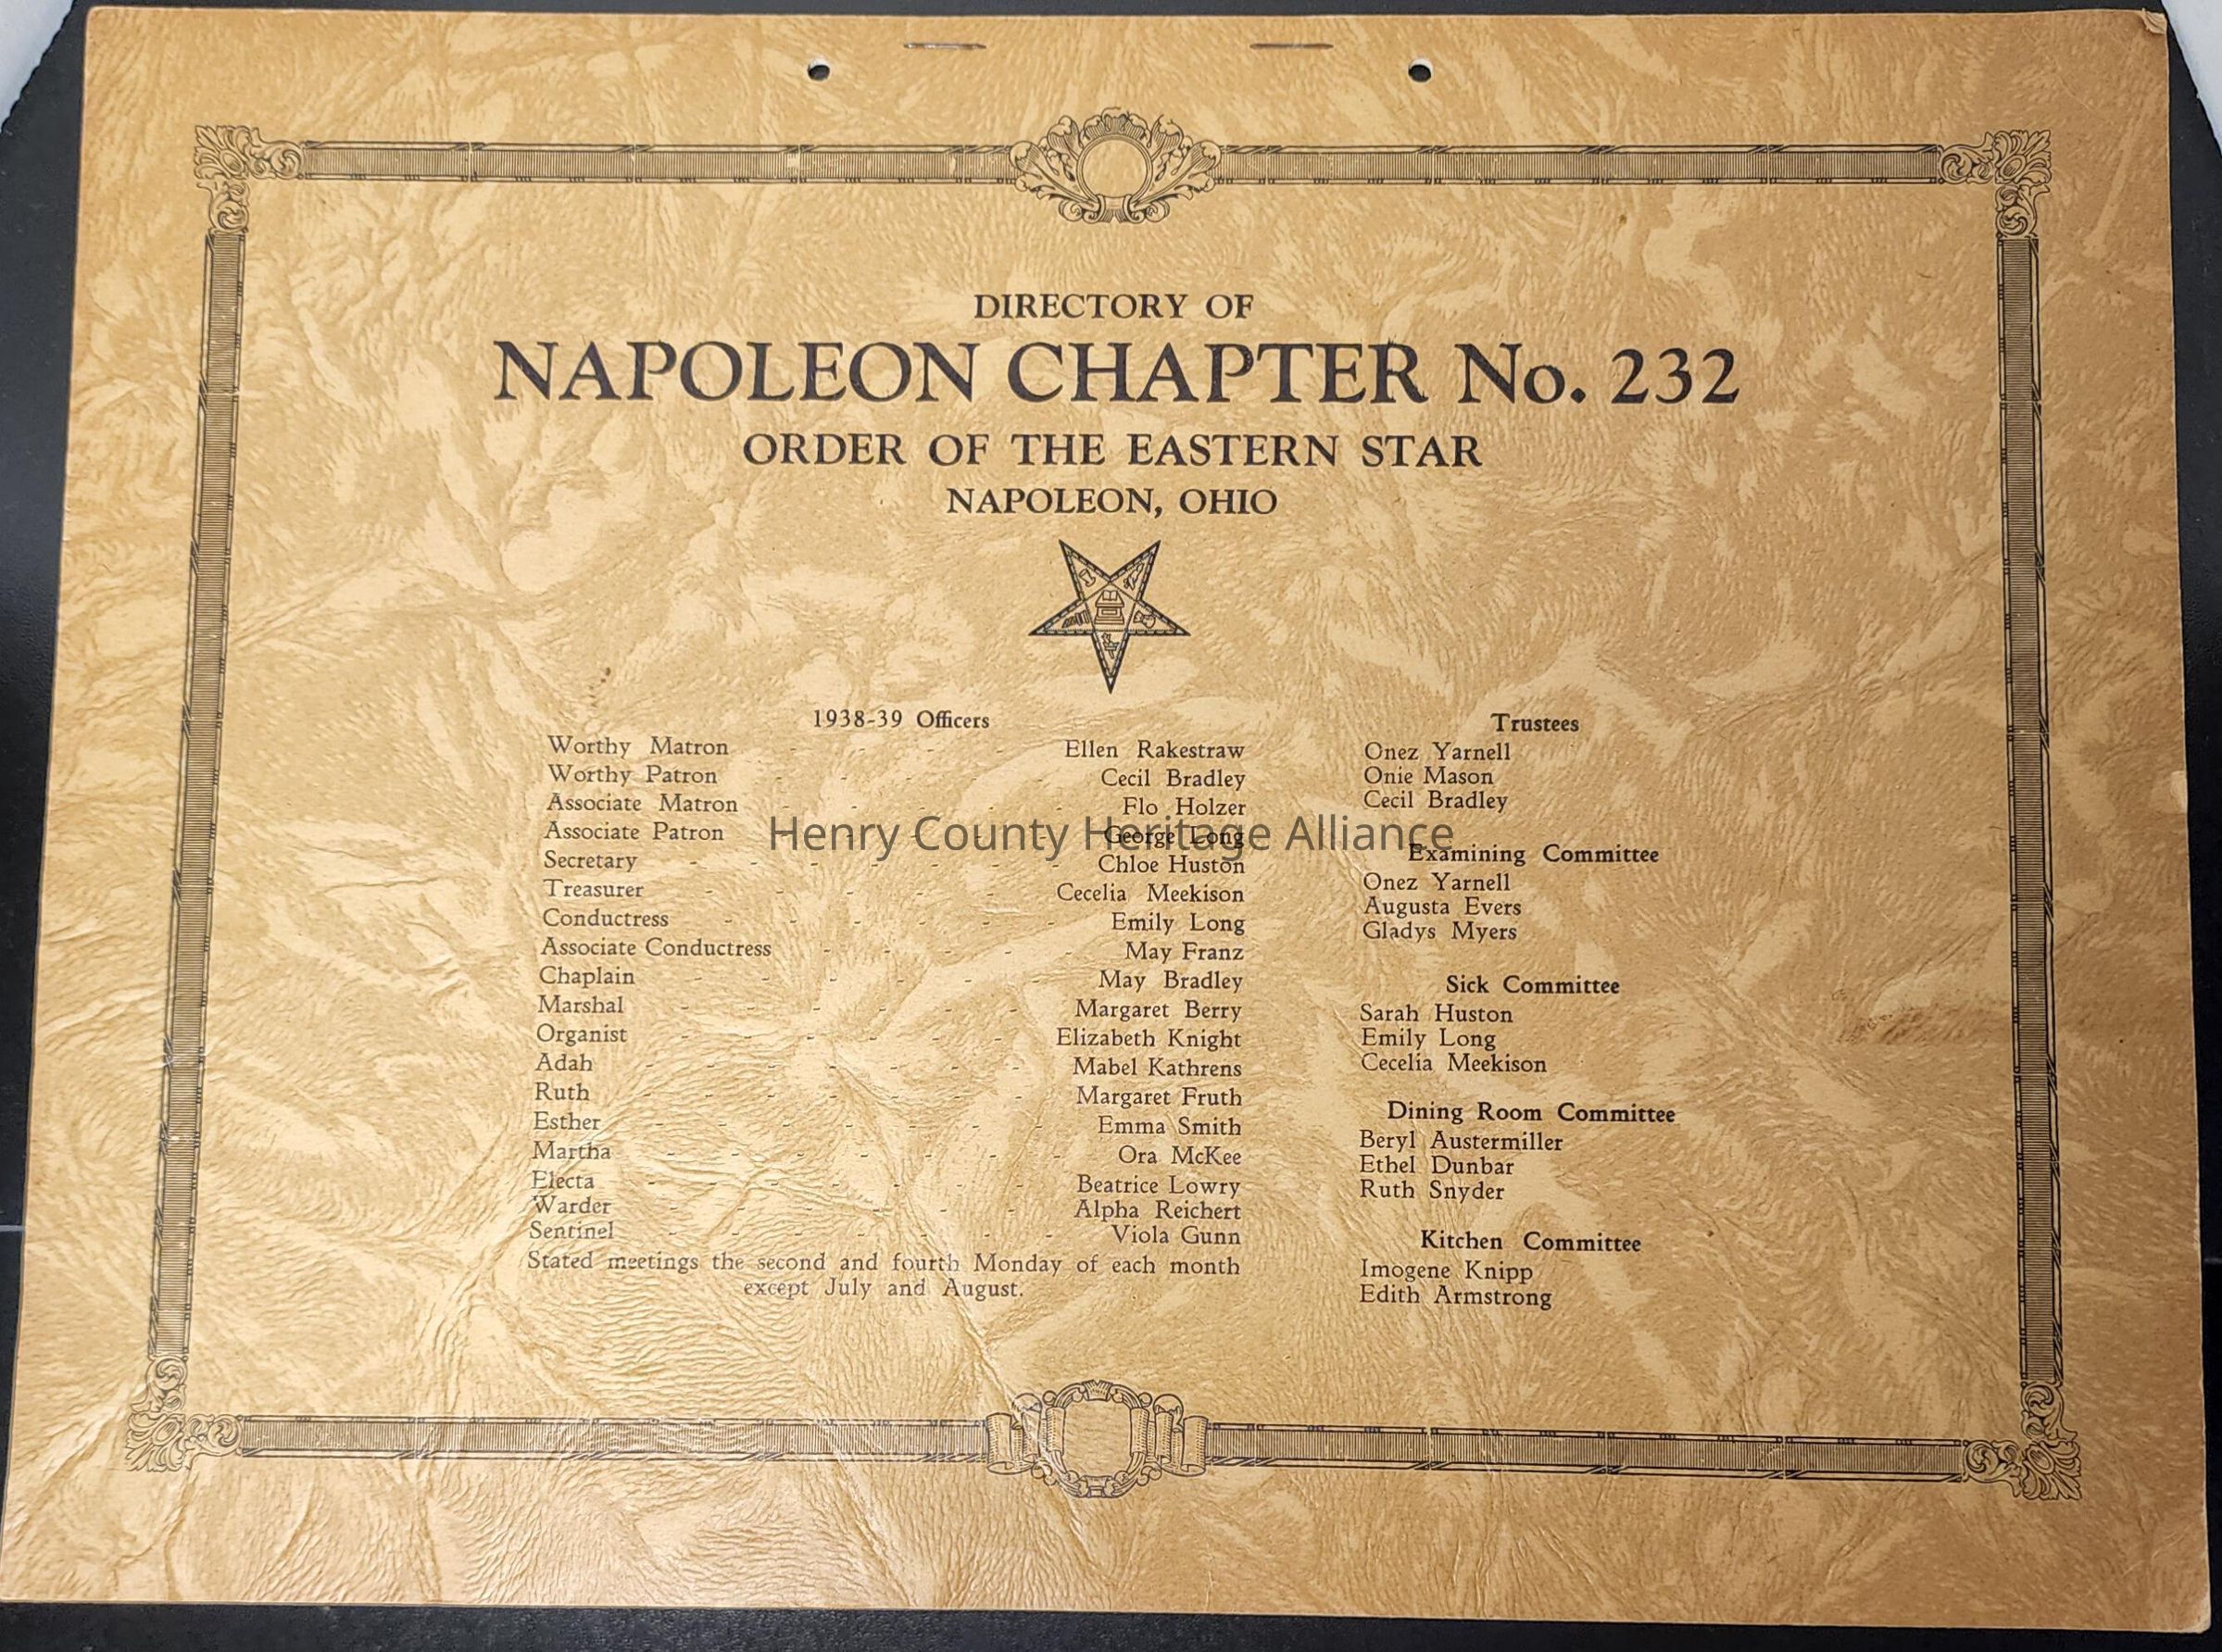 DIRECTORY OF
NAPOLEON CHAPTER No. 232
ORDER OF THE EASTERN STAR
NAPOLEON, OHIO
1938-39 Officers
Worthy Matron - - - - Ellen Rakestraw
Worthy Patron - - - - - Cecil Bradley
Associate Matron - - - - - Flo Holzer
Associate Patron - - - - - George Long
Secretary - - - - - - Chloe Huston
Treasurer - - - - - Cecelia Meekison
Conductress - - - - - - Emily Long
Associate Conductress - - - - May Franz
Chaplain - - - - - - May Bradley
Marshal - - - - - - Margaret Berry
Organist - - - - - - Elizabeth Knight
Adah - - - - - - - Mabel Kathrens
Ruth - - - - - - - Margaret Fruth
Esther - - - - - - Emma Smith
Martha - - - - - - - Ora McKee
Electa - - - - - - - Beatrice Lowry
Warder - - - - - - Alpha Reichert
Sentinel - - - - - - - Viola Gunn
Stated meetings the second and fourth Monday of each month
except July and August.
Trustees
Onez Yarnell
Onie Mason
Cecil Bradley
Examining Committee
Onez Yarnell
Augusta Evers
Gladys Myers
Sick Committee
Sarah Huston
Emily Long
Cecelia Meekison
Dining Room Committee
Beryl Austermiller
Ethel Dunbar
Ruth Snyder
Kitchen Committee
Imogene Knipp
Edith Armstrong
Henry County Heritage Alliance